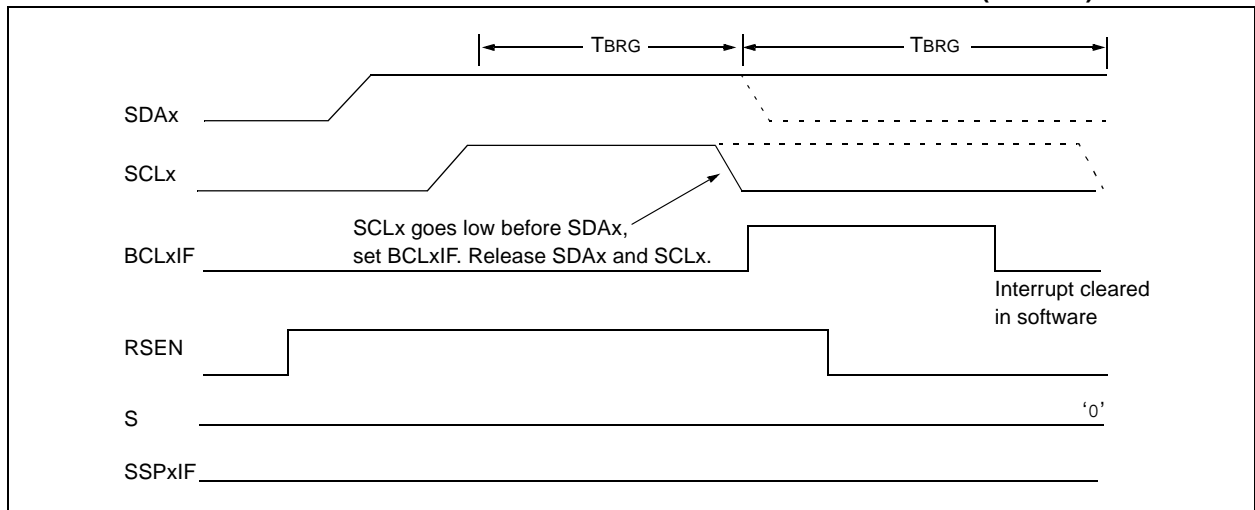 TBRG TBRG
SDAx
SCLx
SCLx goes low before SDAx,
set BCLxIF. Release SDAx and SCLx.
BCLxIF
Interrupt cleared
in software
RSEN
S
‘0’
SSPxIF